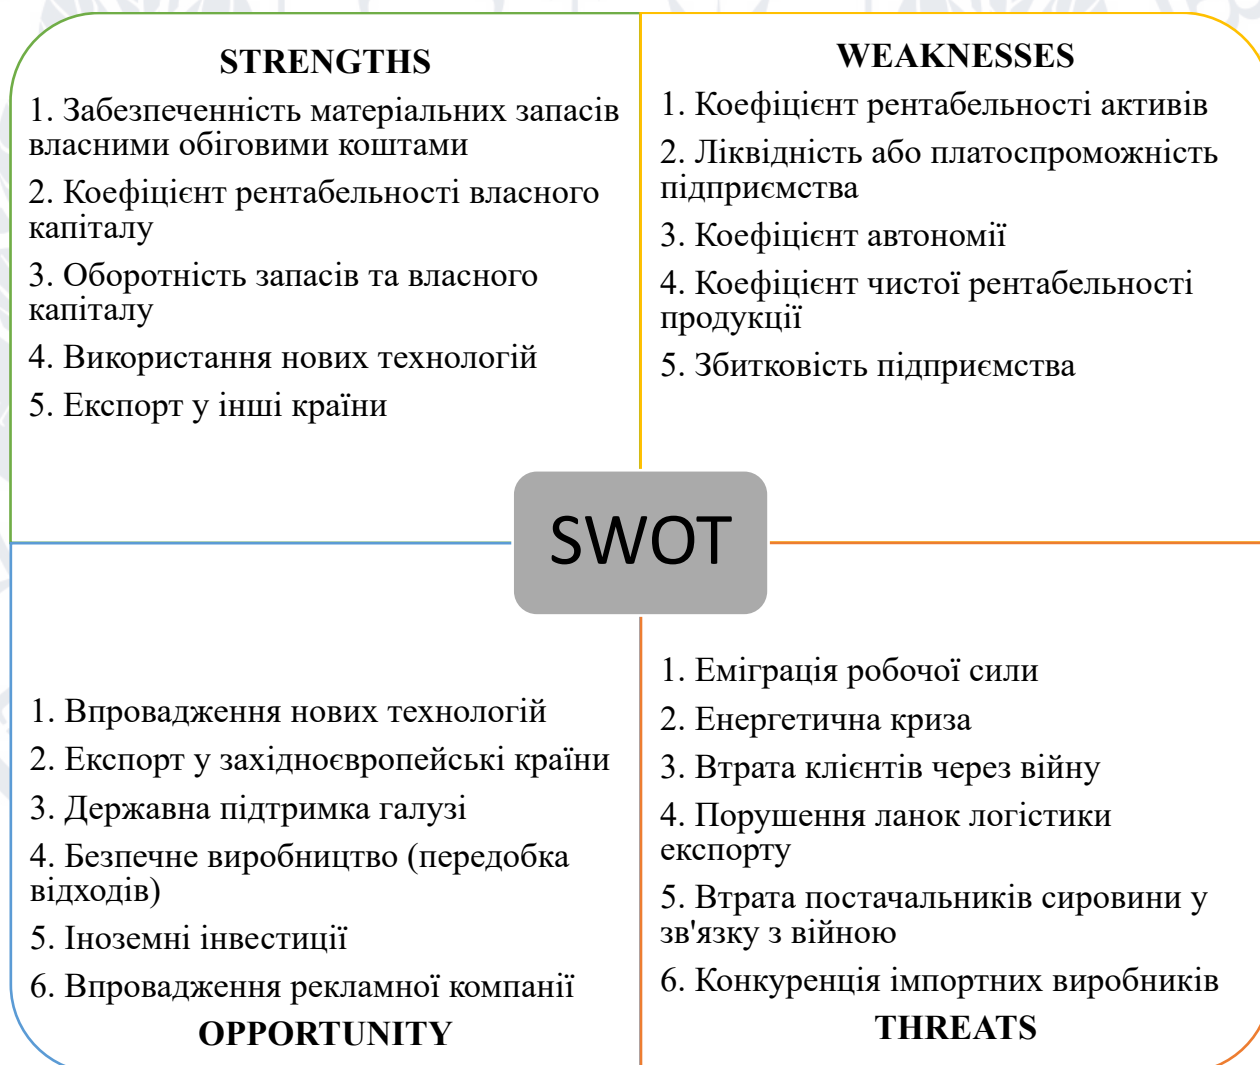 STRENGTHS
1. Забезпеченність матеріальних запасів
власними обіговими коштами
2. Коефіцієнт рентабельності власного
капіталу
3. Оборотність запасів та власного
капіталу
4. Використання нових технологій
5. Експорт у інші країни
WEAKNESSES
1. Коефіцієнт рентабельності активів
2. Ліквідність або платоспроможність
підприємства
3. Коефіцієнт автономії
4. Коефіцієнт чистої рентабельності
продукції
5. Збитковість підприємства
SWOT
1. Впровадження нових технологій
2. Експорт у західноєвропейські країни
3. Державна підтримка галузі
4. Безпечне виробництво (передобка
відходів)
5. Іноземні інвестиції
6. Впровадження рекламної компанії
OPPORTUNITY
1. Еміграція робочої сили
2. Енергетична криза
3. Втрата клієнтів через війну
4. Порушення ланок логістики
експорту
5. Втрата постачальників сировини у
зв'язку з війною
6. Конкуренція імпортних виробників
THREATS